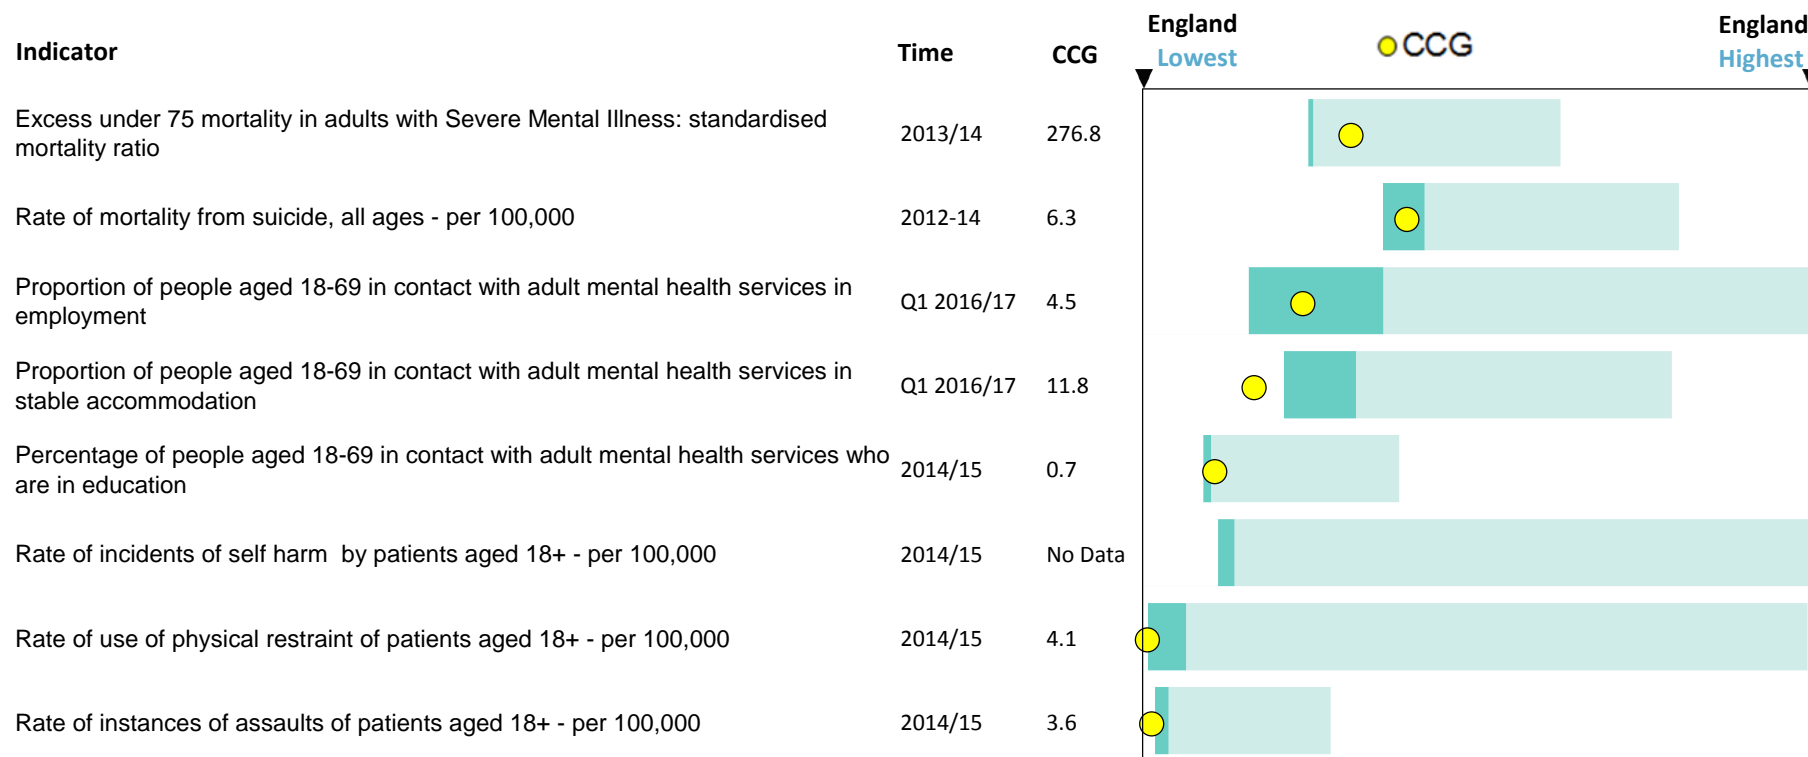 England England
Indicator Time CCG Lowest CCG Highest
Excess under 75 mortality in adults with Severe Mental Illness: standardised
mortality ratio 2013/14 276.8
Rate of mortality from suicide, all ages - per 100,000 2012-14 6.3
Proportion of people aged 18-69 in contact with adult mental health services in
employment Q1 2016/17 4.5
Proportion of people aged 18-69 in contact with adult mental health services in
stable accommodation Q1 2016/17 11.8
Percentage of people aged 18-69 in contact with adult mental health services who
are in education 2014/15 0.7
Rate of incidents of self harm  by patients aged 18+ - per 100,000 2014/15 No Data
Rate of use of physical restraint of patients aged 18+ - per 100,000 2014/15 4.1
Rate of instances of assaults of patients aged 18+ - per 100,000 2014/15 3.6